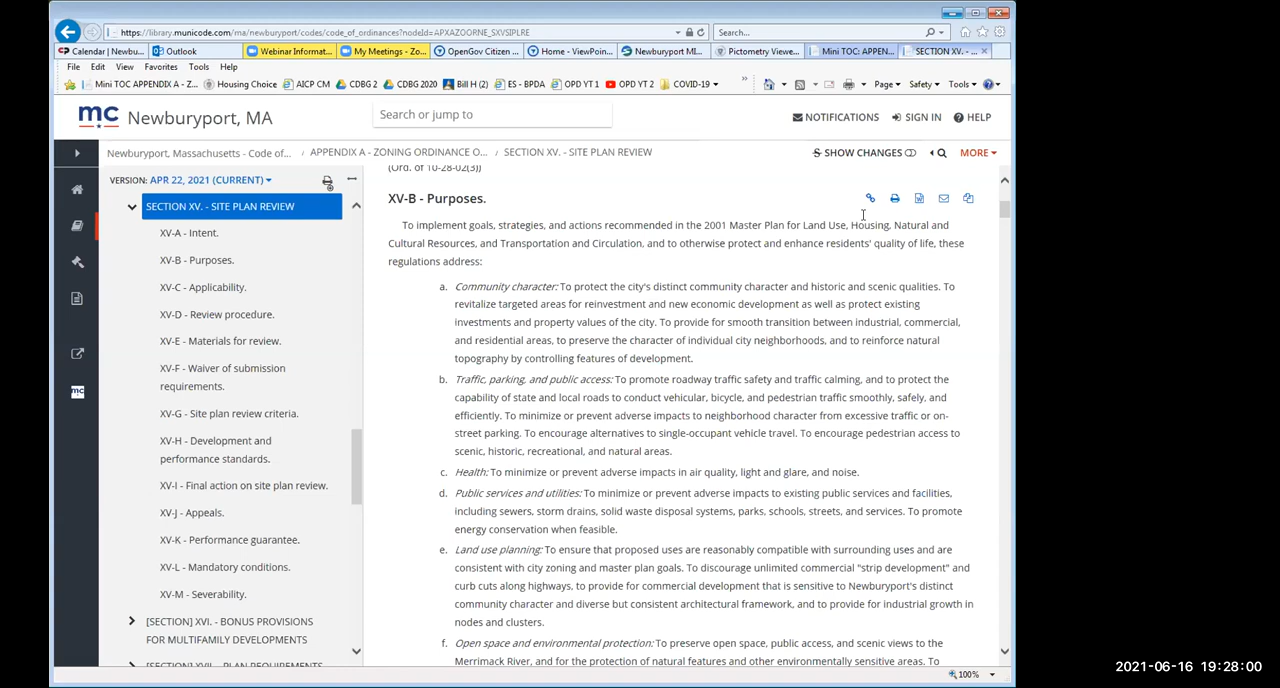 https://library.municode.com/ma/newburyport/codes/code_of_ordinances?nodeId=APXAZOORNE_SXVSIPLRE
Search...
Calendar | Newbu...
Outlook
Webinar Informat...
My Meetings - Zo...
OpenGov Citizen ...
Home - ViewPoin...
Newburyport MI...
Pictometry Viewe...
Mini TOC: APPEN...
SECTION XV. - ...
File Edit View Favorites Tools Help
Mini TOC APPENDIX A - Z...
Housing Choice
AICP CM
CDBG 2
CDBG 2020
Bill H (2)
ES - BPDA
OPD YT 1
OPD YT 2
COVID-19
Page
Safety
Tools
mc Newburyport, MA
Search or jump to
NOTIFICATIONS
SIGN IN
HELP
Newburyport, Massachusetts - Code of... / APPENDIX A - ZONING ORDINANCE O... / SECTION XV. - SITE PLAN REVIEW
SHOW CHANGES
MORE
VERSION: APR 22, 2021 (CURRENT)
SECTION XV. - SITE PLAN REVIEW
XV-A - Intent.
XV-B - Purposes.
XV-C - Applicability.
XV-D - Review procedure.
XV-E - Materials for review.
XV-F - Waiver of submission
requirements.
XV-G - Site plan review criteria.
XV-H - Development and
performance standards.
XV-I - Final action on site plan review.
XV-J - Appeals.
XV-K - Performance guarantee.
XV-L - Mandatory conditions.
XV-M - Severability.
[SECTION] XVI. - BONUS PROVISIONS
FOR MULTIFAMILY DEVELOPMENTS
[SECTION] XVII. - PLAN REQUIREMENTS
mc
(Ord. of 10-28-02(3))
XV-B - Purposes.
To implement goals, strategies, and actions recommended in the 2001 Master Plan for Land Use, Housing, Natural and
Cultural Resources, and Transportation and Circulation, and to otherwise protect and enhance residents' quality of life, these
regulations address:
a. Community character: To protect the city's distinct community character and historic and scenic qualities. To
revitalize targeted areas for reinvestment and new economic development as well as protect existing
investments and property values of the city. To provide for smooth transition between industrial, commercial,
and residential areas, to preserve the character of individual city neighborhoods, and to reinforce natural
topography by controlling features of development.
b. Traffic, parking, and public access: To promote roadway traffic safety and traffic calming, and to protect the
capability of state and local roads to conduct vehicular, bicycle, and pedestrian traffic smoothly, safely, and
efficiently. To minimize or prevent adverse impacts to neighborhood character from excessive traffic or on-
street parking. To encourage alternatives to single-occupant vehicle travel. To encourage pedestrian access to
scenic, historic, recreational, and natural areas.
c. Health: To minimize or prevent adverse impacts in air quality, light and glare, and noise.
d. Public services and utilities: To minimize or prevent adverse impacts to existing public services and facilities,
including sewers, storm drains, solid waste disposal systems, parks, schools, streets, and services. To promote
energy conservation when feasible.
e. Land use planning: To ensure that proposed uses are reasonably compatible with surrounding uses and are
consistent with city zoning and master plan goals. To discourage unlimited commercial "strip development" and
curb cuts along highways, to provide for commercial development that is sensitive to Newburyport's distinct
community character and diverse but consistent architectural framework, and to provide for industrial growth in
nodes and clusters.
f. Open space and environmental protection: To preserve open space, public access, and scenic views to the
Merrimack River, and for the protection of natural features and other environmentally sensitive areas. To
100%
2021-06-16 19:28:00